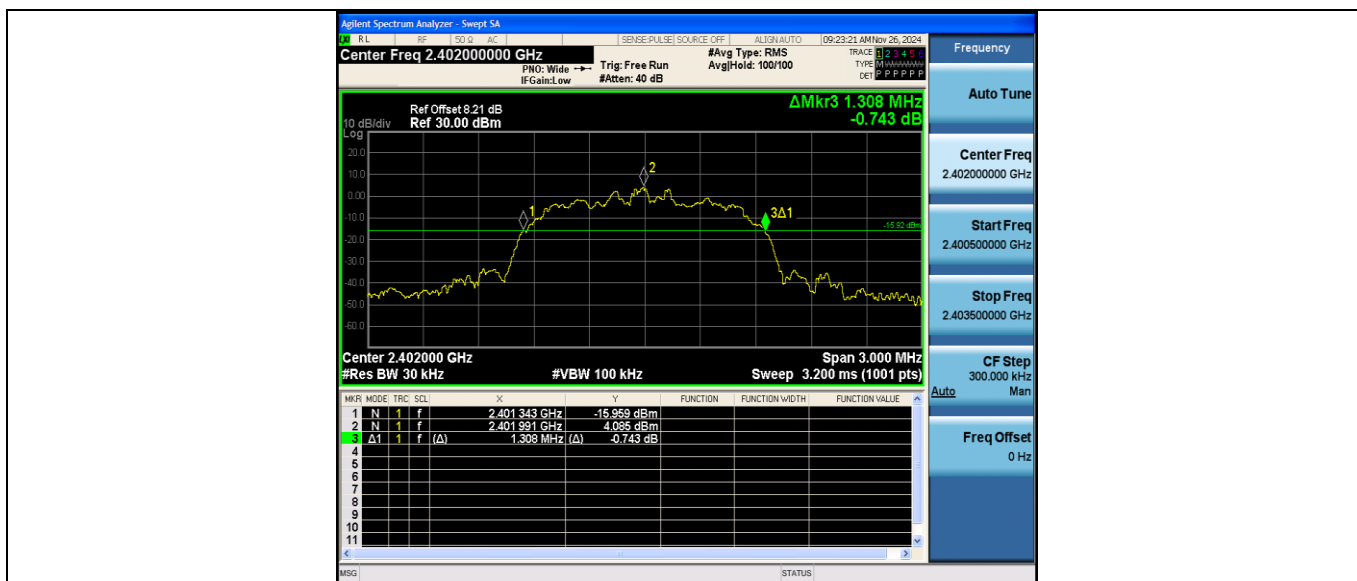 Agilent Spectrum Analyzer - Swept SA
RL RF 50 Ω AC SENSE:PULSE SOURCE OFF ALIGN AUTO 09:23:21 AM Nov 26, 2024
Center Freq 2.402000000 GHz
PNO: Wide
IFGain:Low
Trig: Free Run
#Atten: 40 dB
#Avg Type: RMS
Avg|Hold: 100/100
TRACE 1 2 3 4 5 6
TYPE M WWWWW
DET P P P P P P
ΔMkr3 1.308 MHz
-0.743 dB
Ref Offset 8.21 dB
10 dB/div Ref 30.00 dBm
Log
20.0
10.0
0.00
-10.0
-20.0
-30.0
-40.0
-50.0
-60.0
1
2
3Δ1
-15.92 dBm
Center 2.402000 GHz Span 3.000 MHz
#Res BW 30 kHz #VBW 100 kHz Sweep 3.200 ms (1001 pts)
MKR MODE TRC SCL X Y FUNCTION FUNCTION WIDTH FUNCTION VALUE
1 N 1 f 2.401 343 GHz -15.959 dBm
2 N 1 f 2.401 991 GHz 4.085 dBm
3 Δ1 1 f (Δ) 1.308 MHz (Δ) -0.743 dB
4
5
6
7
8
9
10
11
MSG STATUS
Frequency
Auto Tune
Center Freq
2.402000000 GHz
Start Freq
2.400500000 GHz
Stop Freq
2.403500000 GHz
CF Step
300.000 kHz
Auto Man
Freq Offset
0 Hz